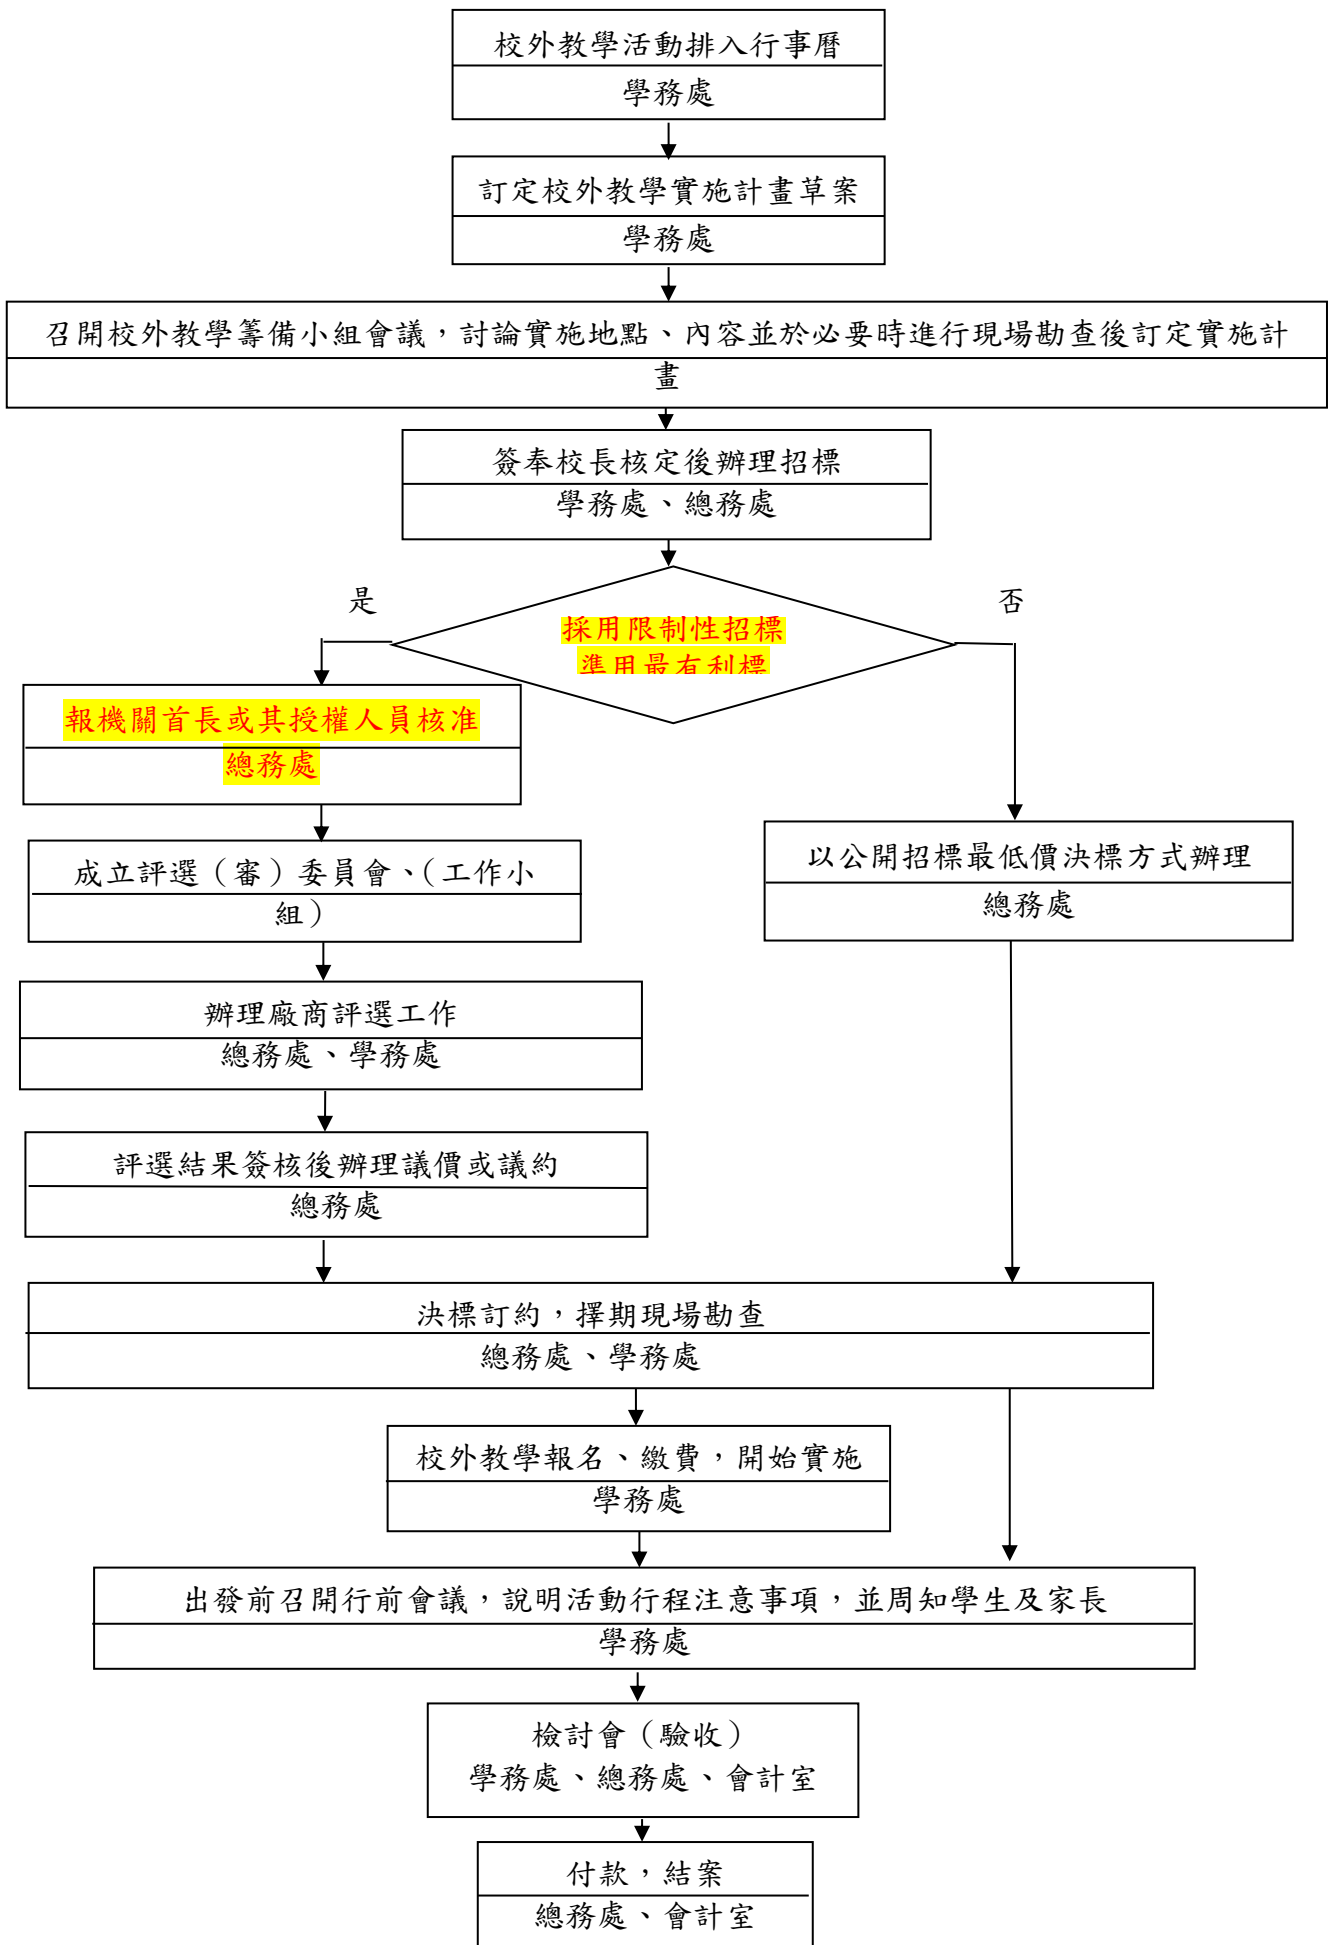 校外教學活動排入行事曆
學務處
訂定校外教學實施計畫草案
學務處
召開校外教學籌備小組會議，討論實施地點、內容並於必要時進行現場勘查後訂定實施計
畫
簽奉校長核定後辦理招標
學務處、總務處
是
否
採用限制性招標
準用最有利標
報機關首長或其授權人員核准
總務處
成立評選（審）委員會、（工作小
組）
以公開招標最低價決標方式辦理
總務處
辦理廠商評選工作
總務處、學務處
評選結果簽核後辦理議價或議約
總務處
決標訂約，擇期現場勘查
總務處、學務處
校外教學報名、繳費，開始實施
學務處
出發前召開行前會議，說明活動行程注意事項，並周知學生及家長
學務處
檢討會（驗收）
學務處、總務處、會計室
付款，結案
總務處、會計室